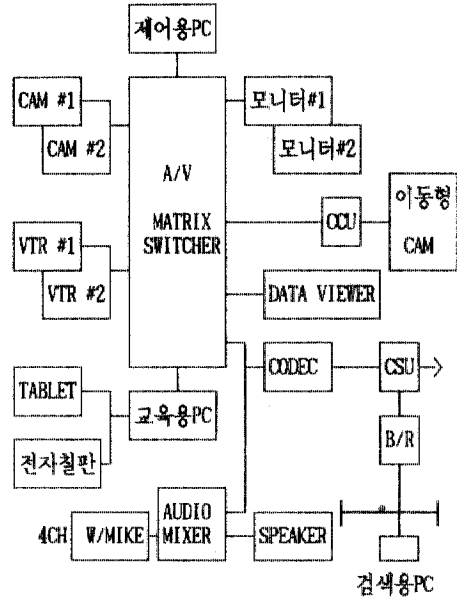 제어용PC
CAM #1
CAM #2
모니터#1
모니터#2
A/V
MATRIX
SWITCHER
CCU
이동형
CAM
VTR #1
VTR #2
DATA VIEWER
CODEC
CSU
TABLET
교육용PC
전자칠판
B/R
4CH
W/MIKE
AUDIO
MIXER
SPEAKER
검색용PC